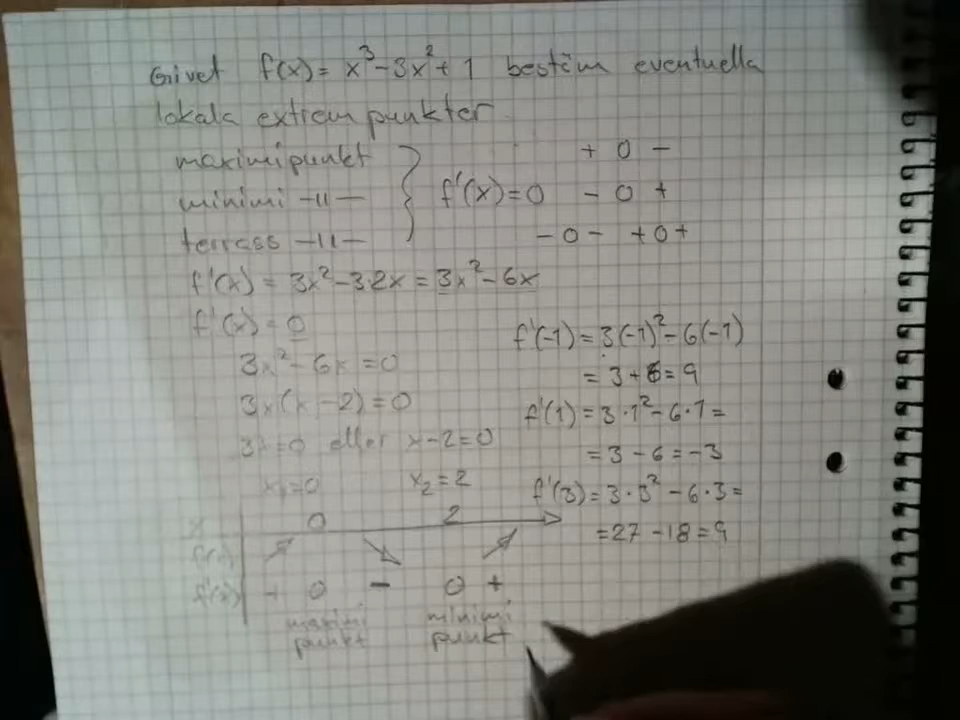 Givet f(x) = x³ - 3x² + 1 bestäm eventuella
lokala extrempunkter.
maximipunkt + 0 -
minimi -||- } f'(x) = 0 - 0 +
terrass -||- - 0 - + 0 +
f'(x) = 3x² - 3·2x = 3x² - 6x
f'(x) = 0
3x² - 6x = 0
3x(x - 2) = 0
3x = 0 eller x - 2 = 0
x₁ = 0 x₂ = 2
f'(-1) = 3(-1)² - 6(-1)
= 3 + 6 = 9
f'(1) = 3·1² - 6·1 =
= 3 - 6 = -3
f'(3) = 3·3² - 6·3 =
= 27 - 18 = 9
x 0 2
f(x) ↗ ↘ ↗
f'(x) + 0 - 0 +
maximi minimi
punkt punkt